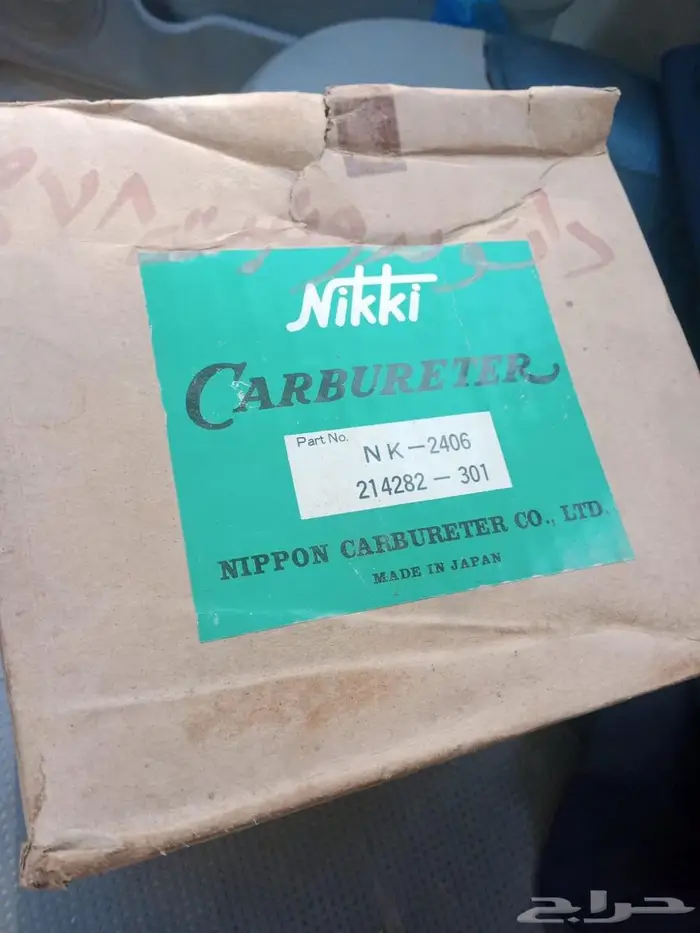 Nikki
CARBURETER
Part No. NK-2406
214282-301
NIPPON CARBURETER CO., LTD.
MADE IN JAPAN
حراج